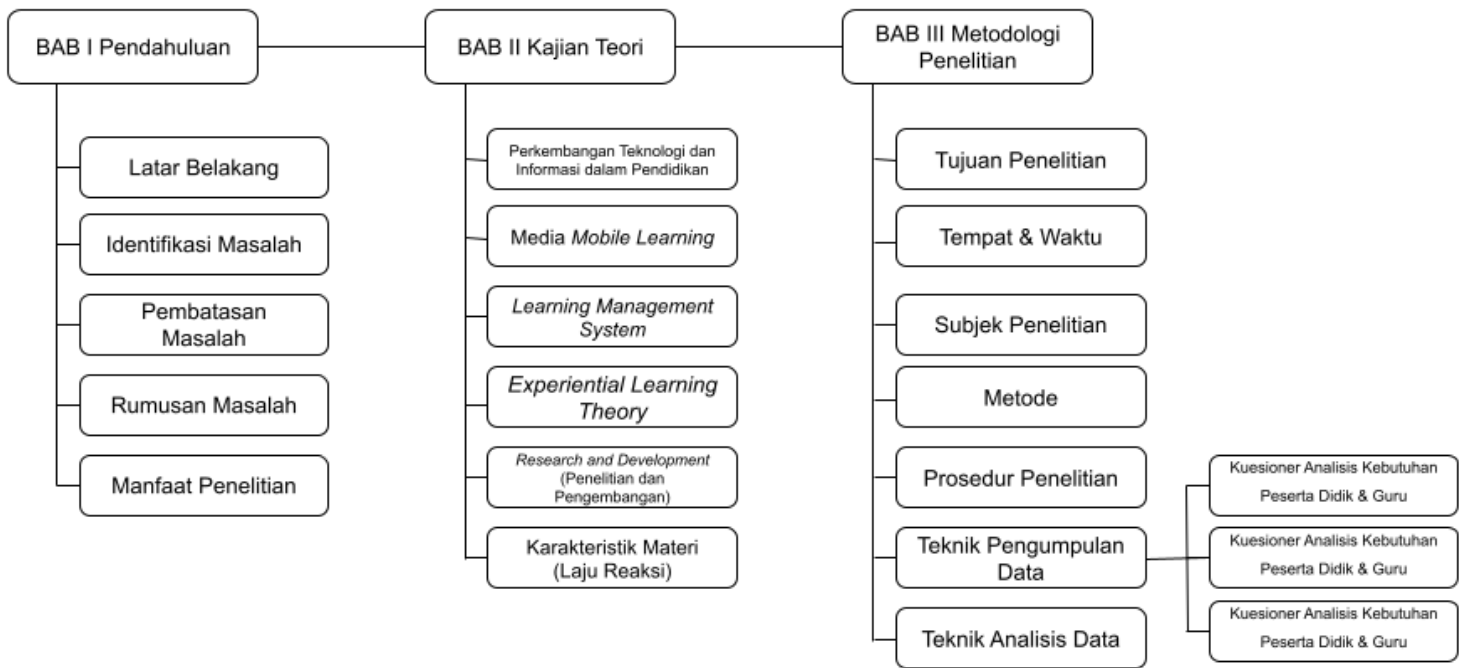 BAB I Pendahuluan
Latar Belakang
Identifikasi Masalah
Pembatasan
Masalah
Rumusan Masalah
Manfaat Penelitian
BAB II Kajian Teori
Perkembangan Teknologi dan
Informasi dalam Pendidikan
Media Mobile Learning
Learning Management
System
Experiential Learning
Theory
Research and Development
(Penelitian dan
Pengembangan)
Karakteristik Materi
(Laju Reaksi)
BAB III Metodologi
Penelitian
Tujuan Penelitian
Tempat & Waktu
Subjek Penelitian
Metode
Prosedur Penelitian
Teknik Pengumpulan
Data
Teknik Analisis Data
Kuesioner Analisis Kebutuhan
Peserta Didik & Guru
Kuesioner Analisis Kebutuhan
Peserta Didik & Guru
Kuesioner Analisis Kebutuhan
Peserta Didik & Guru